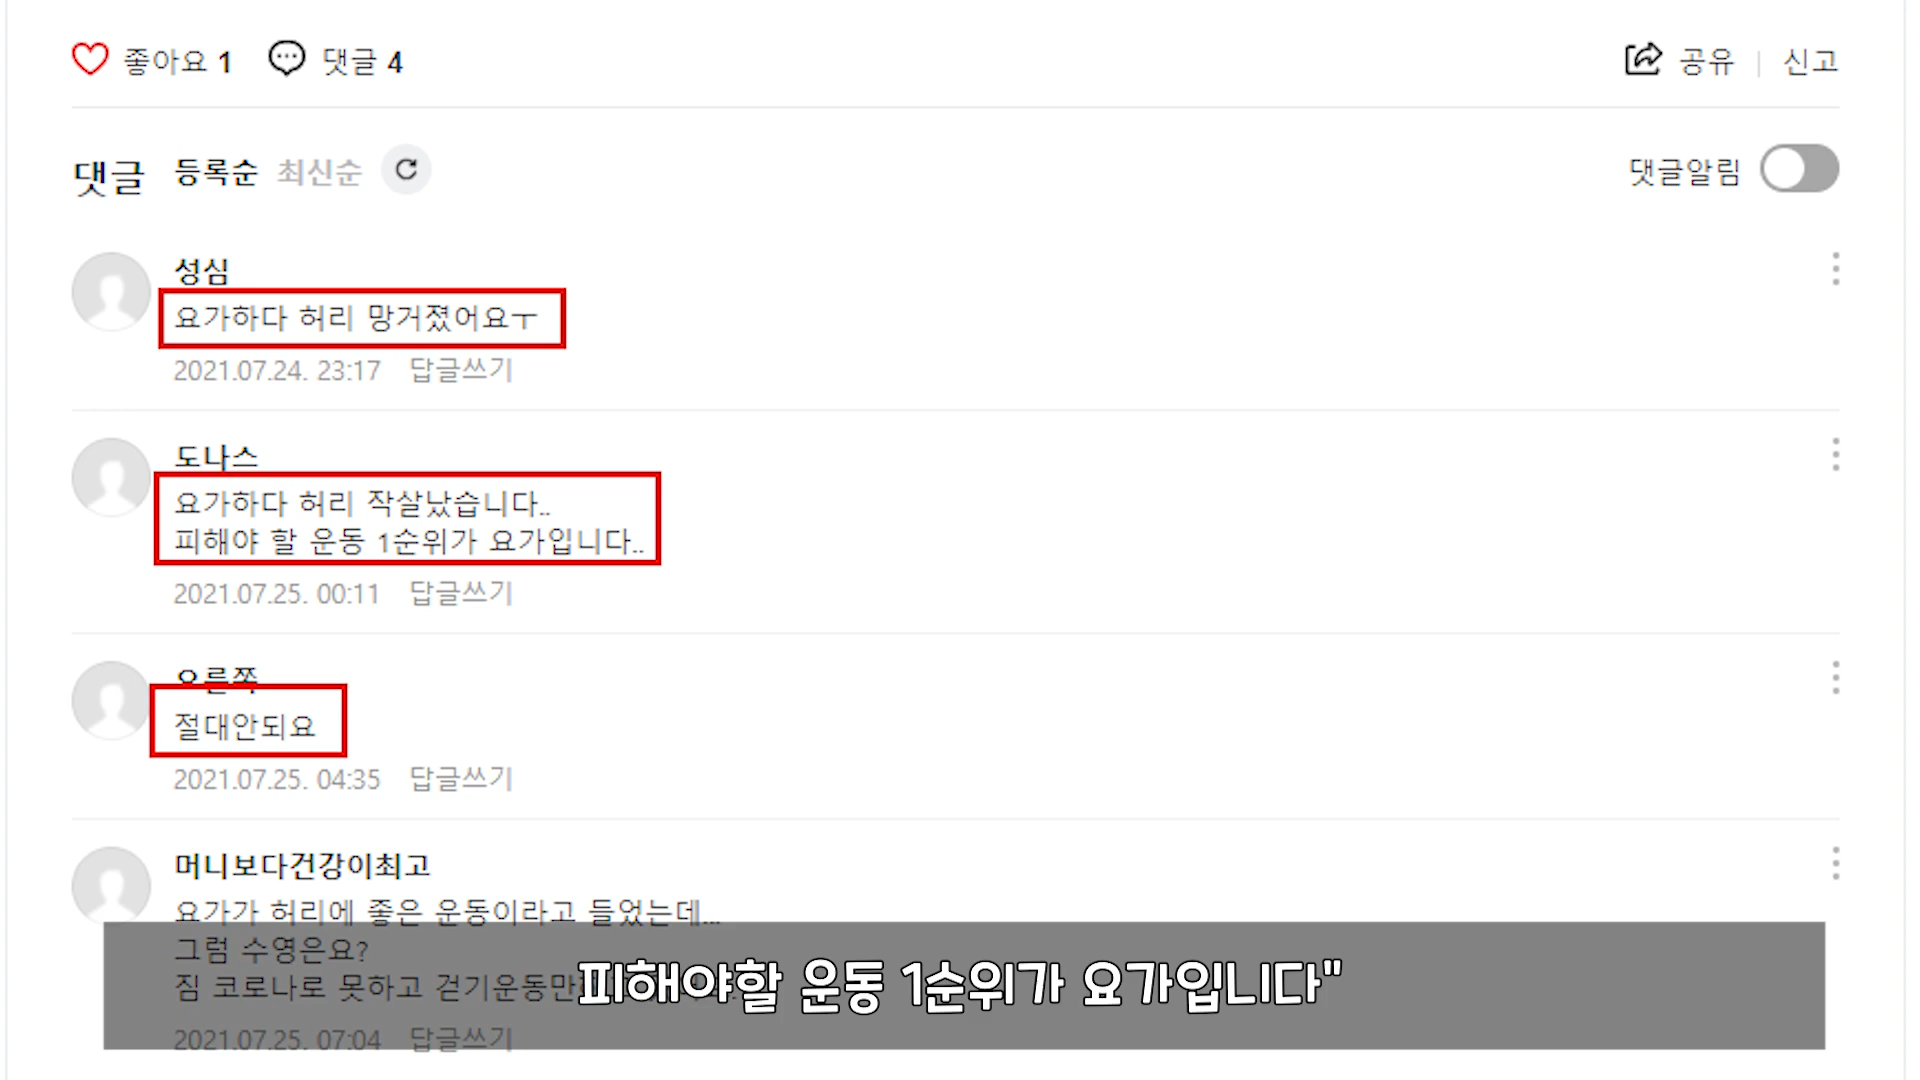 좋아요 1 댓글 4 공유 신고
댓글 등록순 최신순 댓글알림
성심
요가하다 허리 망거졌어요ㅜ
2021.07.24. 23:17 답글쓰기
도나스
요가하다 허리 작살났습니다..
피해야 할 운동 1순위가 요가입니다..
2021.07.25. 00:11 답글쓰기
오른쪽
절대안되요
2021.07.25. 04:35 답글쓰기
머니보다건강이최고
요가가 허리에 좋은 운동이라고 들었는데...
그럼 수영은요?
짐 코로나로 못하고 걷기운동만
피해야할 운동 1순위가 요가입니다"
2021.07.25. 07:04 답글쓰기